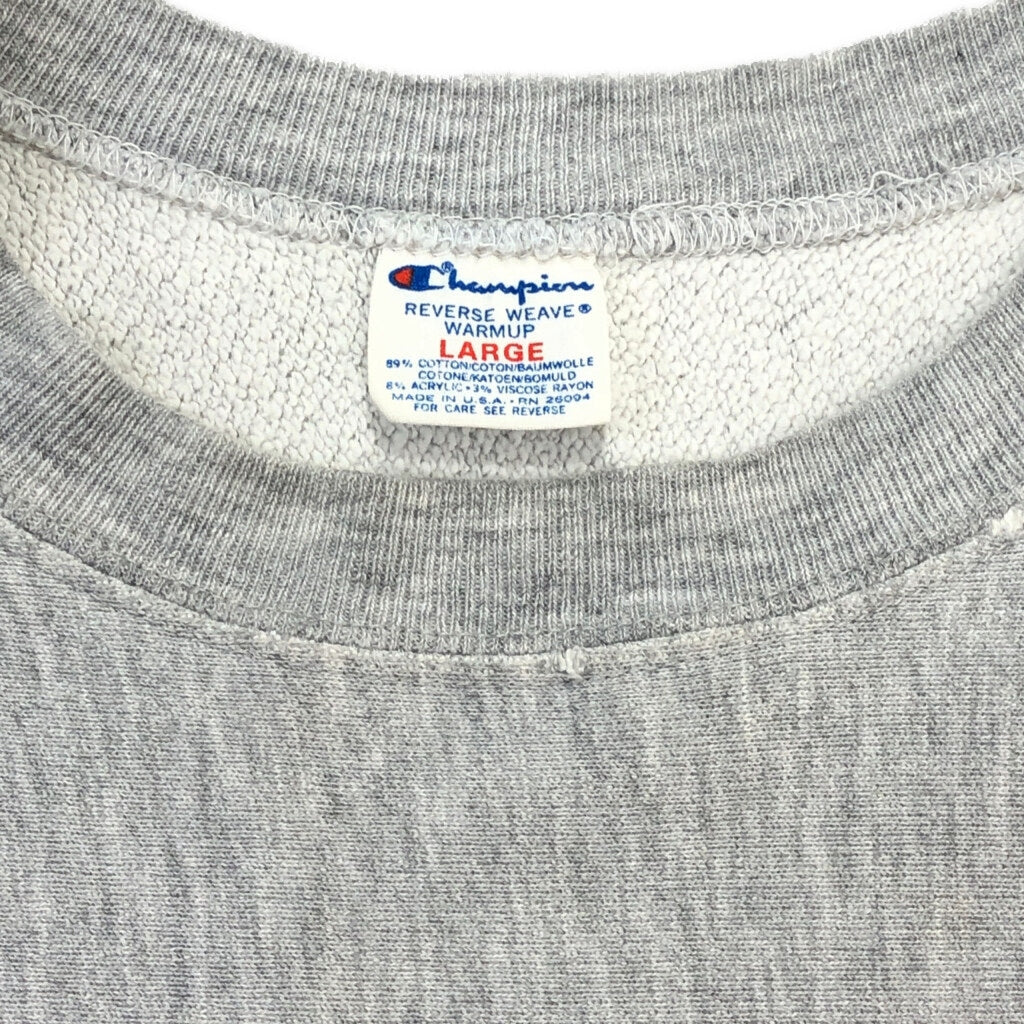 Champion®
REVERSE WEAVE®
WARMUP
LARGE
89% COTTON/COTON/BAUMWOLLE
COTONE/KATOEN/BOMULD
8% ACRYLIC • 3% VISCOSE RAYON
MADE IN U.S.A. • RN 26094
FOR CARE SEE REVERSE